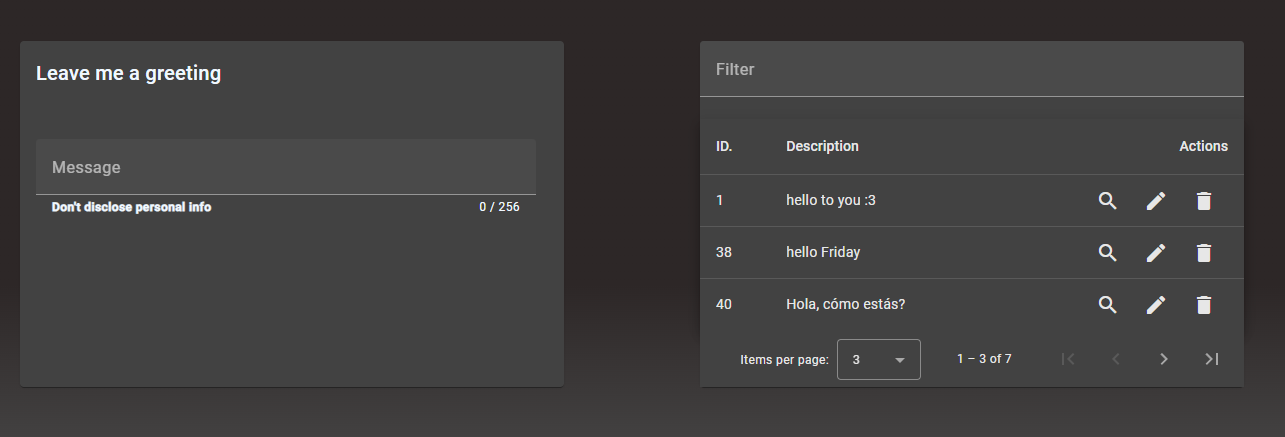 Leave me a greeting
Message
Don't disclose personal info 0 / 256
Filter
ID. Description Actions
1 hello to you :3
38 hello Friday
40 Hola, cómo estás?
Items per page: 3 1 – 3 of 7